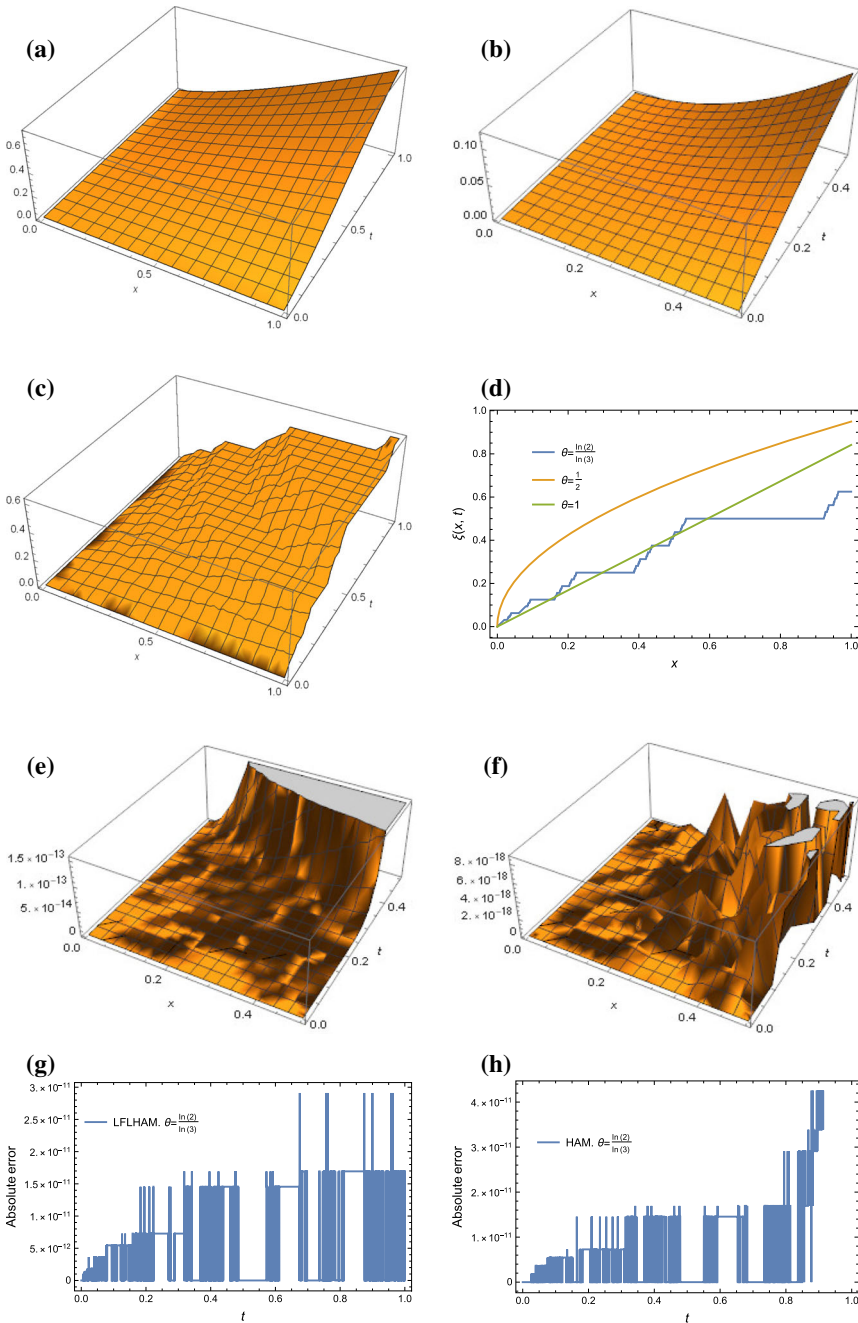 (a)
0.6
0.4
0.2
0.0
0.0
0.5
x
1.0
0.0
0.5
t
1.0
(b)
0.10
0.05
0.00
0.0
0.2
x
0.4
0.0
0.2
t
0.4
(c)
0.6
0.4
0.2
0.0
0.0
0.5
x
1.0
0.0
0.5
t
1.0
(d)
1.0
0.8
0.6
0.4
0.2
0.0
ξ(x, t)
θ=ln(2)/ln(3)
θ=1/2
θ=1
0.0 0.2 0.4 0.6 0.8 1.0
x
(e)
1.5×10⁻¹³
1.×10⁻¹³
5.×10⁻¹⁴
0
0.0
0.2
x
0.4
0.0
0.2
t
0.4
(f)
8.×10⁻¹⁸
6.×10⁻¹⁸
4.×10⁻¹⁸
2.×10⁻¹⁸
0
0.0
0.2
x
0.4
0.0
0.2
t
0.4
(g)
3.×10⁻¹¹
2.5×10⁻¹¹
2.×10⁻¹¹
1.5×10⁻¹¹
1.×10⁻¹¹
5.×10⁻¹²
0
Absolute error
LFLHAM. θ=ln(2)/ln(3)
0.0 0.2 0.4 0.6 0.8 1.0
t
(h)
4.×10⁻¹¹
3.×10⁻¹¹
2.×10⁻¹¹
1.×10⁻¹¹
0
Absolute error
HAM. θ=ln(2)/ln(3)
0.0 0.2 0.4 0.6 0.8 1.0
t